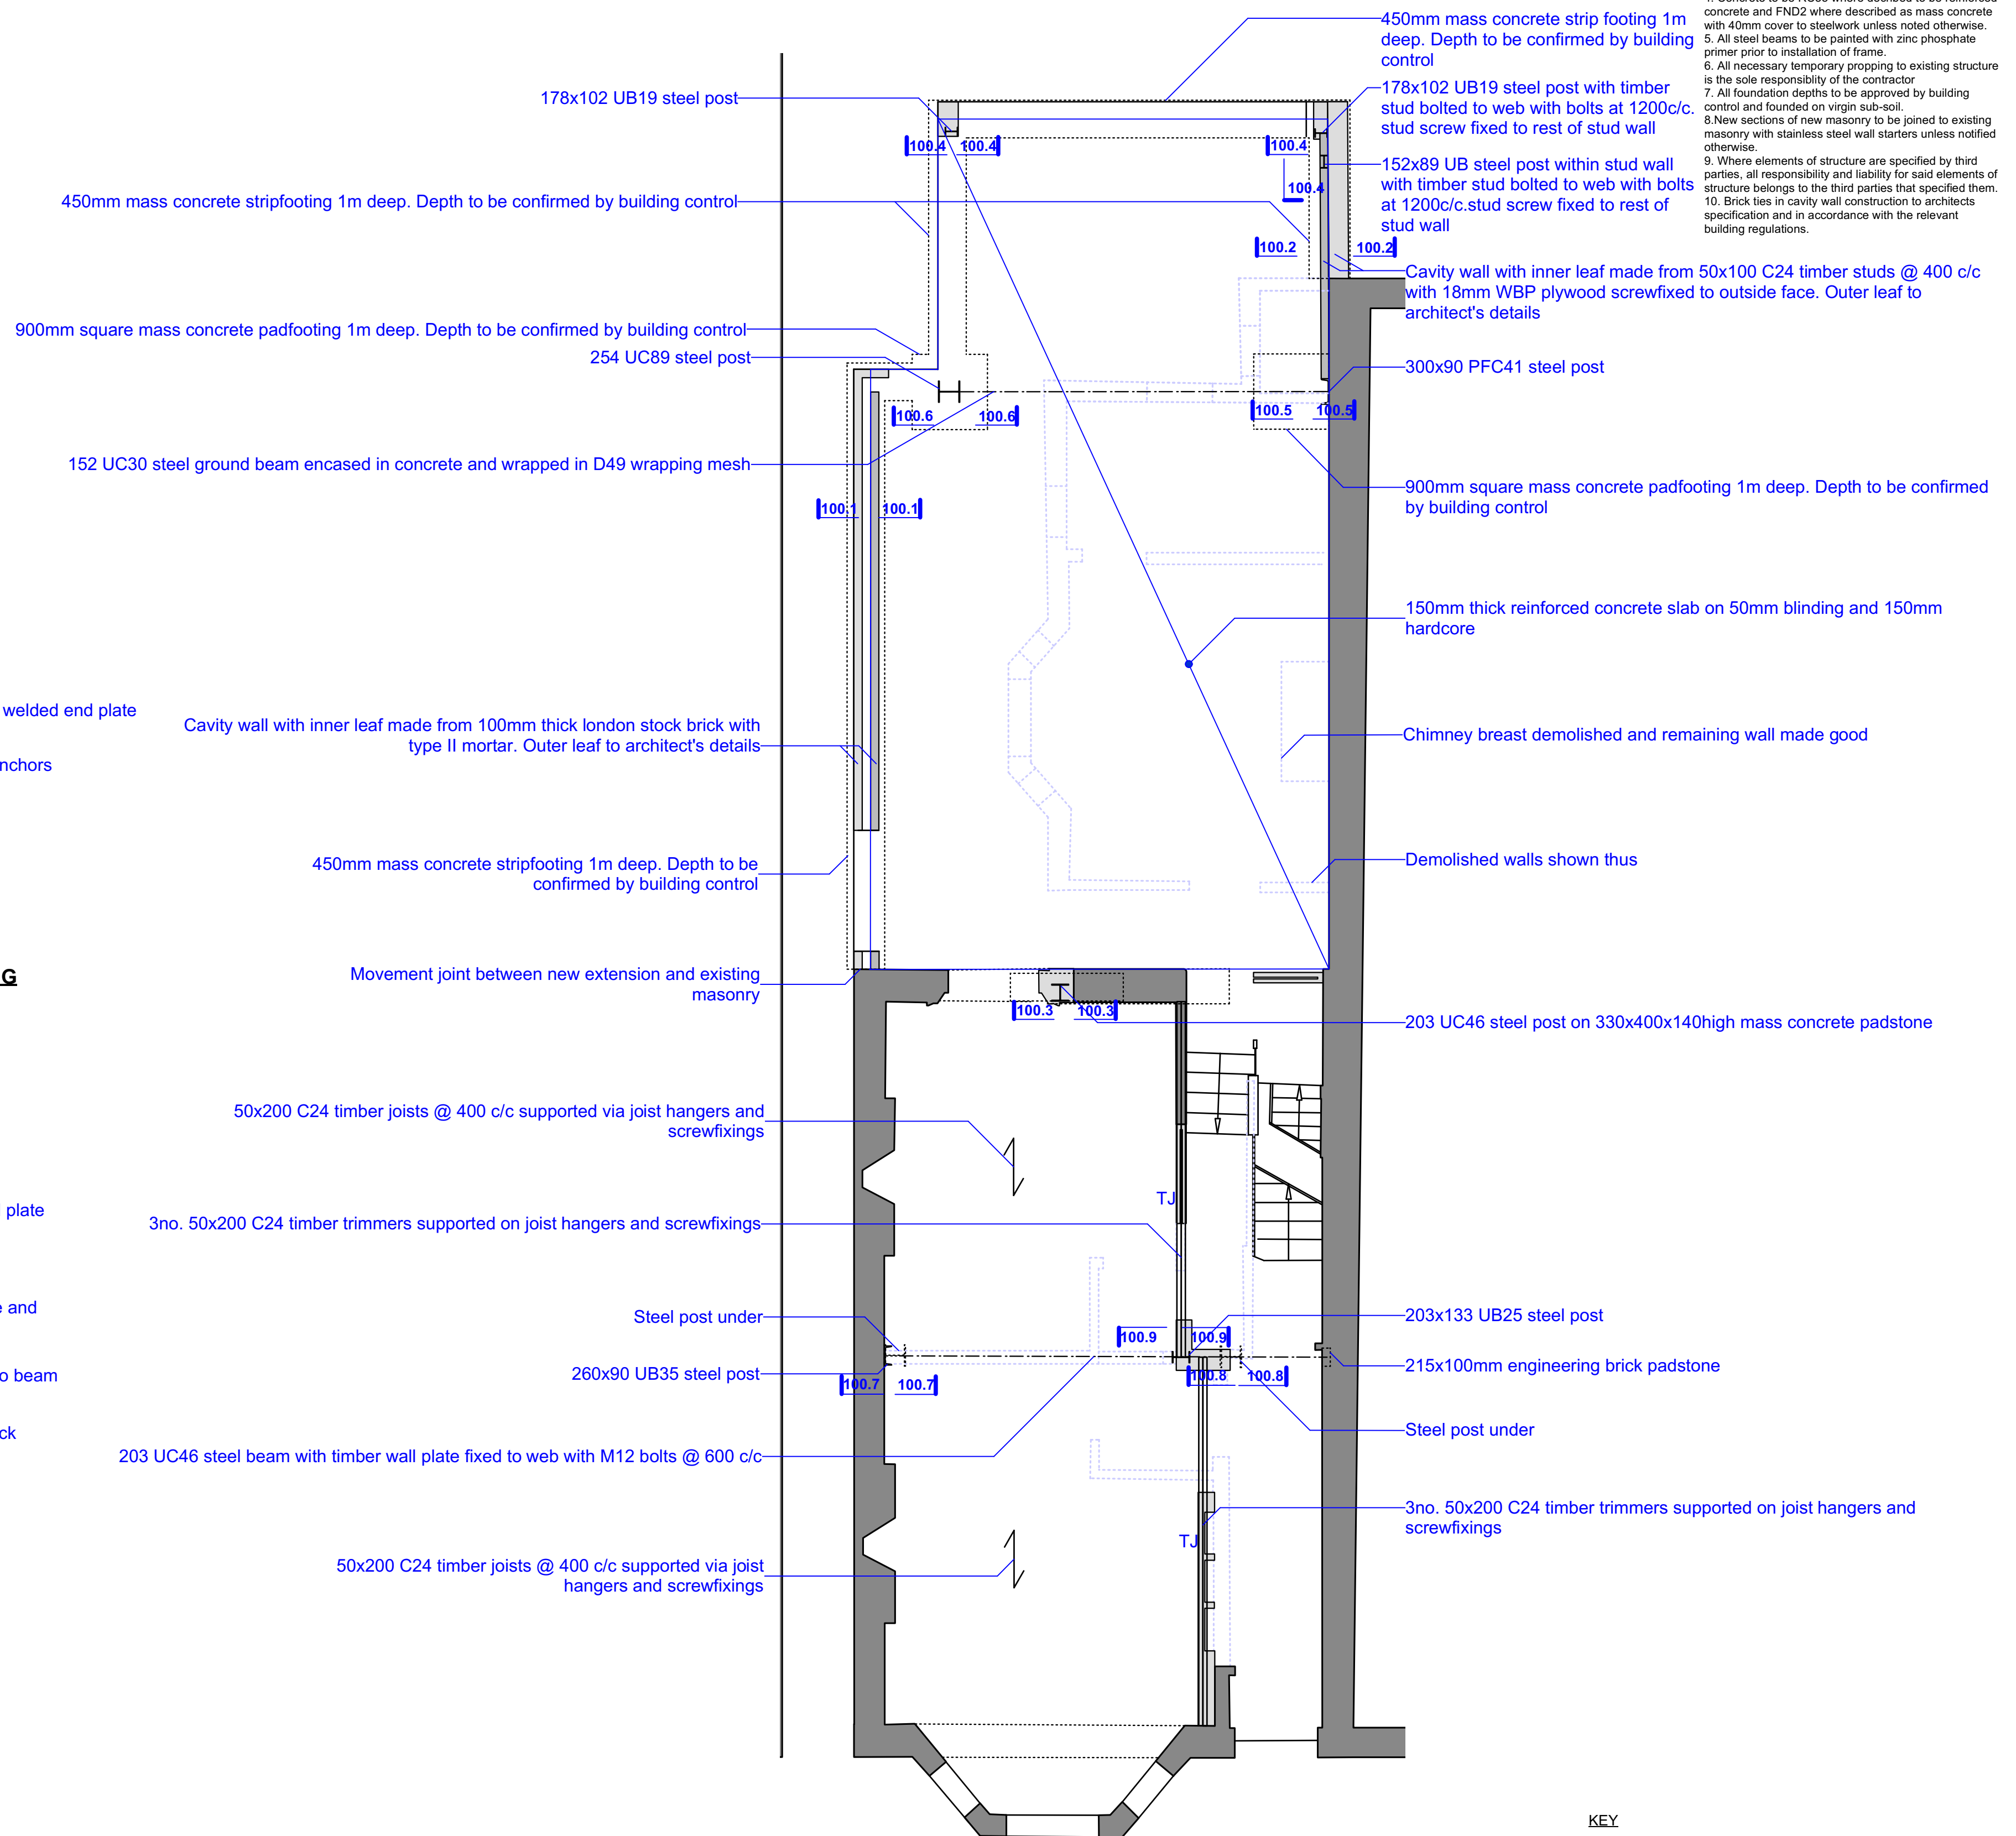 450mm mass concrete strip footing 1m
deep. Depth to be confirmed by building
control
concrete and FND2 where described as mass concrete
with 40mm cover to steelwork unless noted otherwise.
5. All steel beams to be painted with zinc phosphate
primer prior to installation of frame.
6. All necessary temporary propping to existing structure
is the sole responsiblity of the contractor
7. All foundation depths to be approved by building
control and founded on virgin sub-soil.
8.New sections of new masonry to be joined to existing
masonry with stainless steel wall starters unless notified
otherwise.
9. Where elements of structure are specified by third
parties, all responsibility and liability for said elements of
structure belongs to the third parties that specified them.
10. Brick ties in cavity wall construction to architects
specification and in accordance with the relevant
building regulations.
178x102 UB19 steel post
178x102 UB19 steel post with timber
stud bolted to web with bolts at 1200c/c.
stud screw fixed to rest of stud wall
100.4 100.4
100.4
100.4
152x89 UB steel post within stud wall
with timber stud bolted to web with bolts
at 1200c/c.stud screw fixed to rest of
stud wall
450mm mass concrete stripfooting 1m deep. Depth to be confirmed by building control
100.2 100.2
Cavity wall with inner leaf made from 50x100 C24 timber studs @ 400 c/c
with 18mm WBP plywood screwfixed to outside face. Outer leaf to
architect's details
900mm square mass concrete padfooting 1m deep. Depth to be confirmed by building control
254 UC89 steel post
300x90 PFC41 steel post
100.6 100.6
100.5 100.5
152 UC30 steel ground beam encased in concrete and wrapped in D49 wrapping mesh
900mm square mass concrete padfooting 1m deep. Depth to be confirmed
by building control
100.1 100.1
150mm thick reinforced concrete slab on 50mm blinding and 150mm
hardcore
welded end plate
Cavity wall with inner leaf made from 100mm thick london stock brick with
type II mortar. Outer leaf to architect's details
Chimney breast demolished and remaining wall made good
nchors
450mm mass concrete stripfooting 1m deep. Depth to be
confirmed by building control
Demolished walls shown thus
G
Movement joint between new extension and existing
masonry
100.3 100.3
203 UC46 steel post on 330x400x140high mass concrete padstone
50x200 C24 timber joists @ 400 c/c supported via joist hangers and
screwfixings
TJ
plate
3no. 50x200 C24 timber trimmers supported on joist hangers and screwfixings
e and
Steel post under
203x133 UB25 steel post
100.9 100.9
215x100mm engineering brick padstone
o beam
260x90 UB35 steel post
100.7 100.7
100.8 100.8
Steel post under
ck
203 UC46 steel beam with timber wall plate fixed to web with M12 bolts @ 600 c/c
3no. 50x200 C24 timber trimmers supported on joist hangers and
screwfixings
TJ
50x200 C24 timber joists @ 400 c/c supported via joist
hangers and screwfixings
KEY